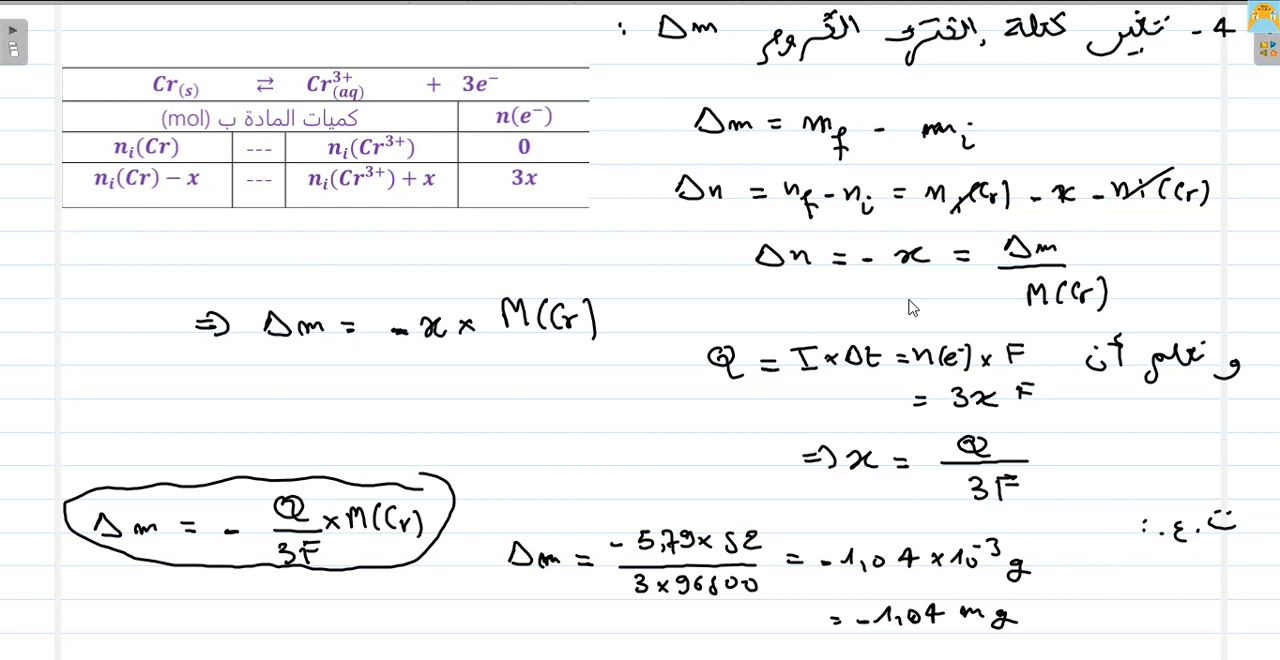 4 - تغير كتلة إلكترود الكروم Δm :
Cr(s) ⇄ Cr³⁺(aq) + 3e⁻
كميات المادة ب (mol) n(e⁻)
nᵢ(Cr) --- nᵢ(Cr³⁺) 0
nᵢ(Cr) − x --- nᵢ(Cr³⁺) + x 3x
Δm = m_f - mᵢ
Δn = n_f - nᵢ = nᵢ(Cr) - x - nᵢ(Cr)
Δn = - x = Δm / M(Cr)
⇒ Δm = - x × M(Cr)
و نعلم أن Q = I × Δt = n(e⁻) × F
= 3x F
⇒ x = Q / 3F
Δm = - Q / 3F × M(Cr)
ت.ع. :
Δm = - 5,79 × 52 / 3 × 96500 = - 1,04 × 10⁻³ g
= - 1,04 mg